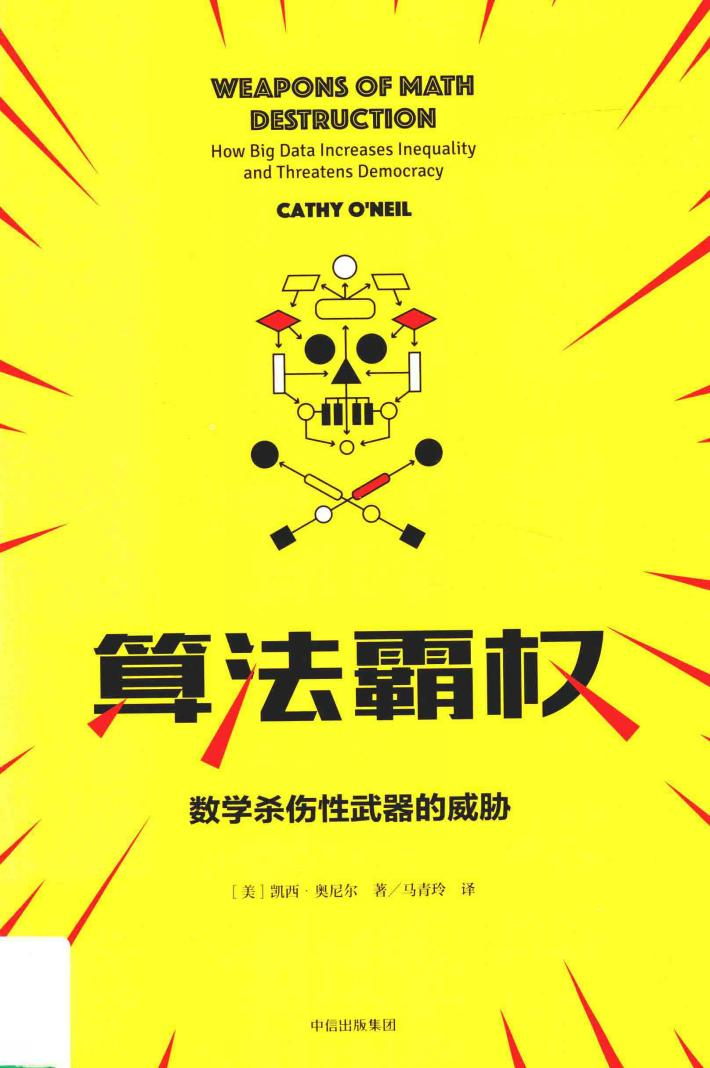 WEAPONS OF MATH
DESTRUCTION
How Big Data Increases Inequality
and Threatens Democracy
CATHY O'NEIL
算法霸权
数学杀伤性武器的威胁
［美］凯西·奥尼尔 著／马青玲 译
中信出版集团